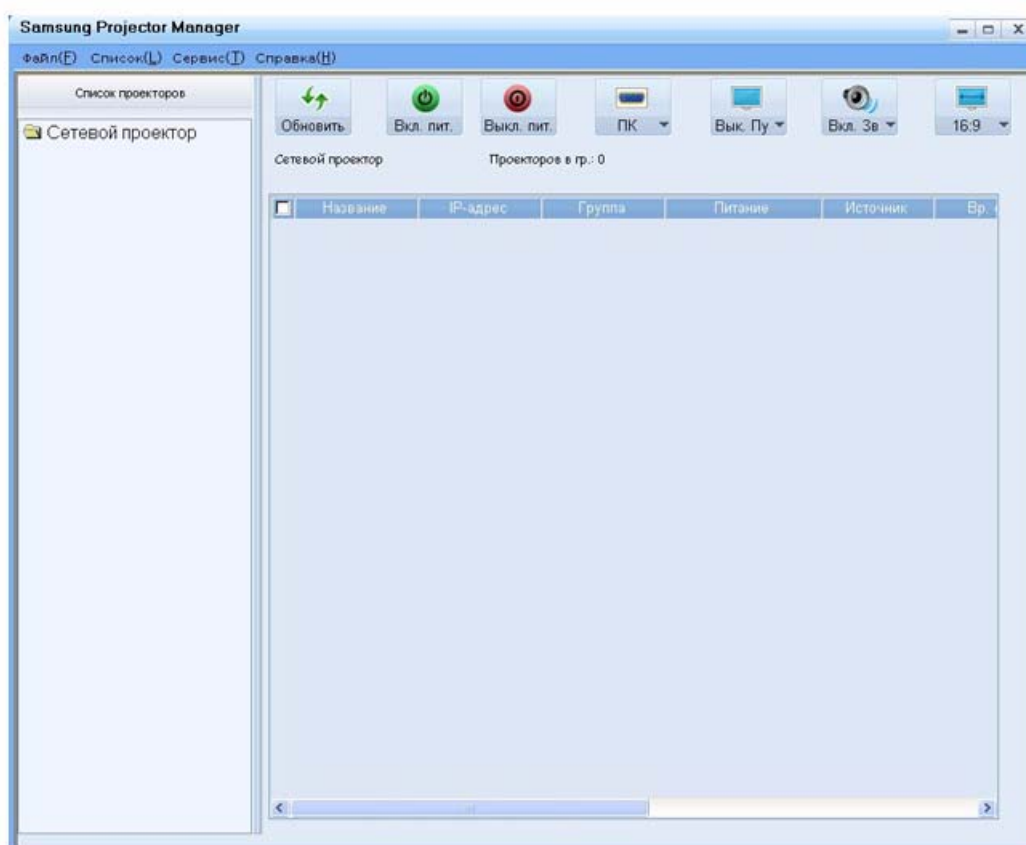 Samsung Projector Manager
Файл(F) Список(L) Сервис(T) Справка(H)
Список проекторов
Сетевой проектор
Обновить Вкл. пит. Выкл. пит. ПК Вык. Пу Вкл. Зв 16:9
Сетевой проектор Проекторов в гр.: 0
Название IP-адрес Группа Питание Источник Вр.